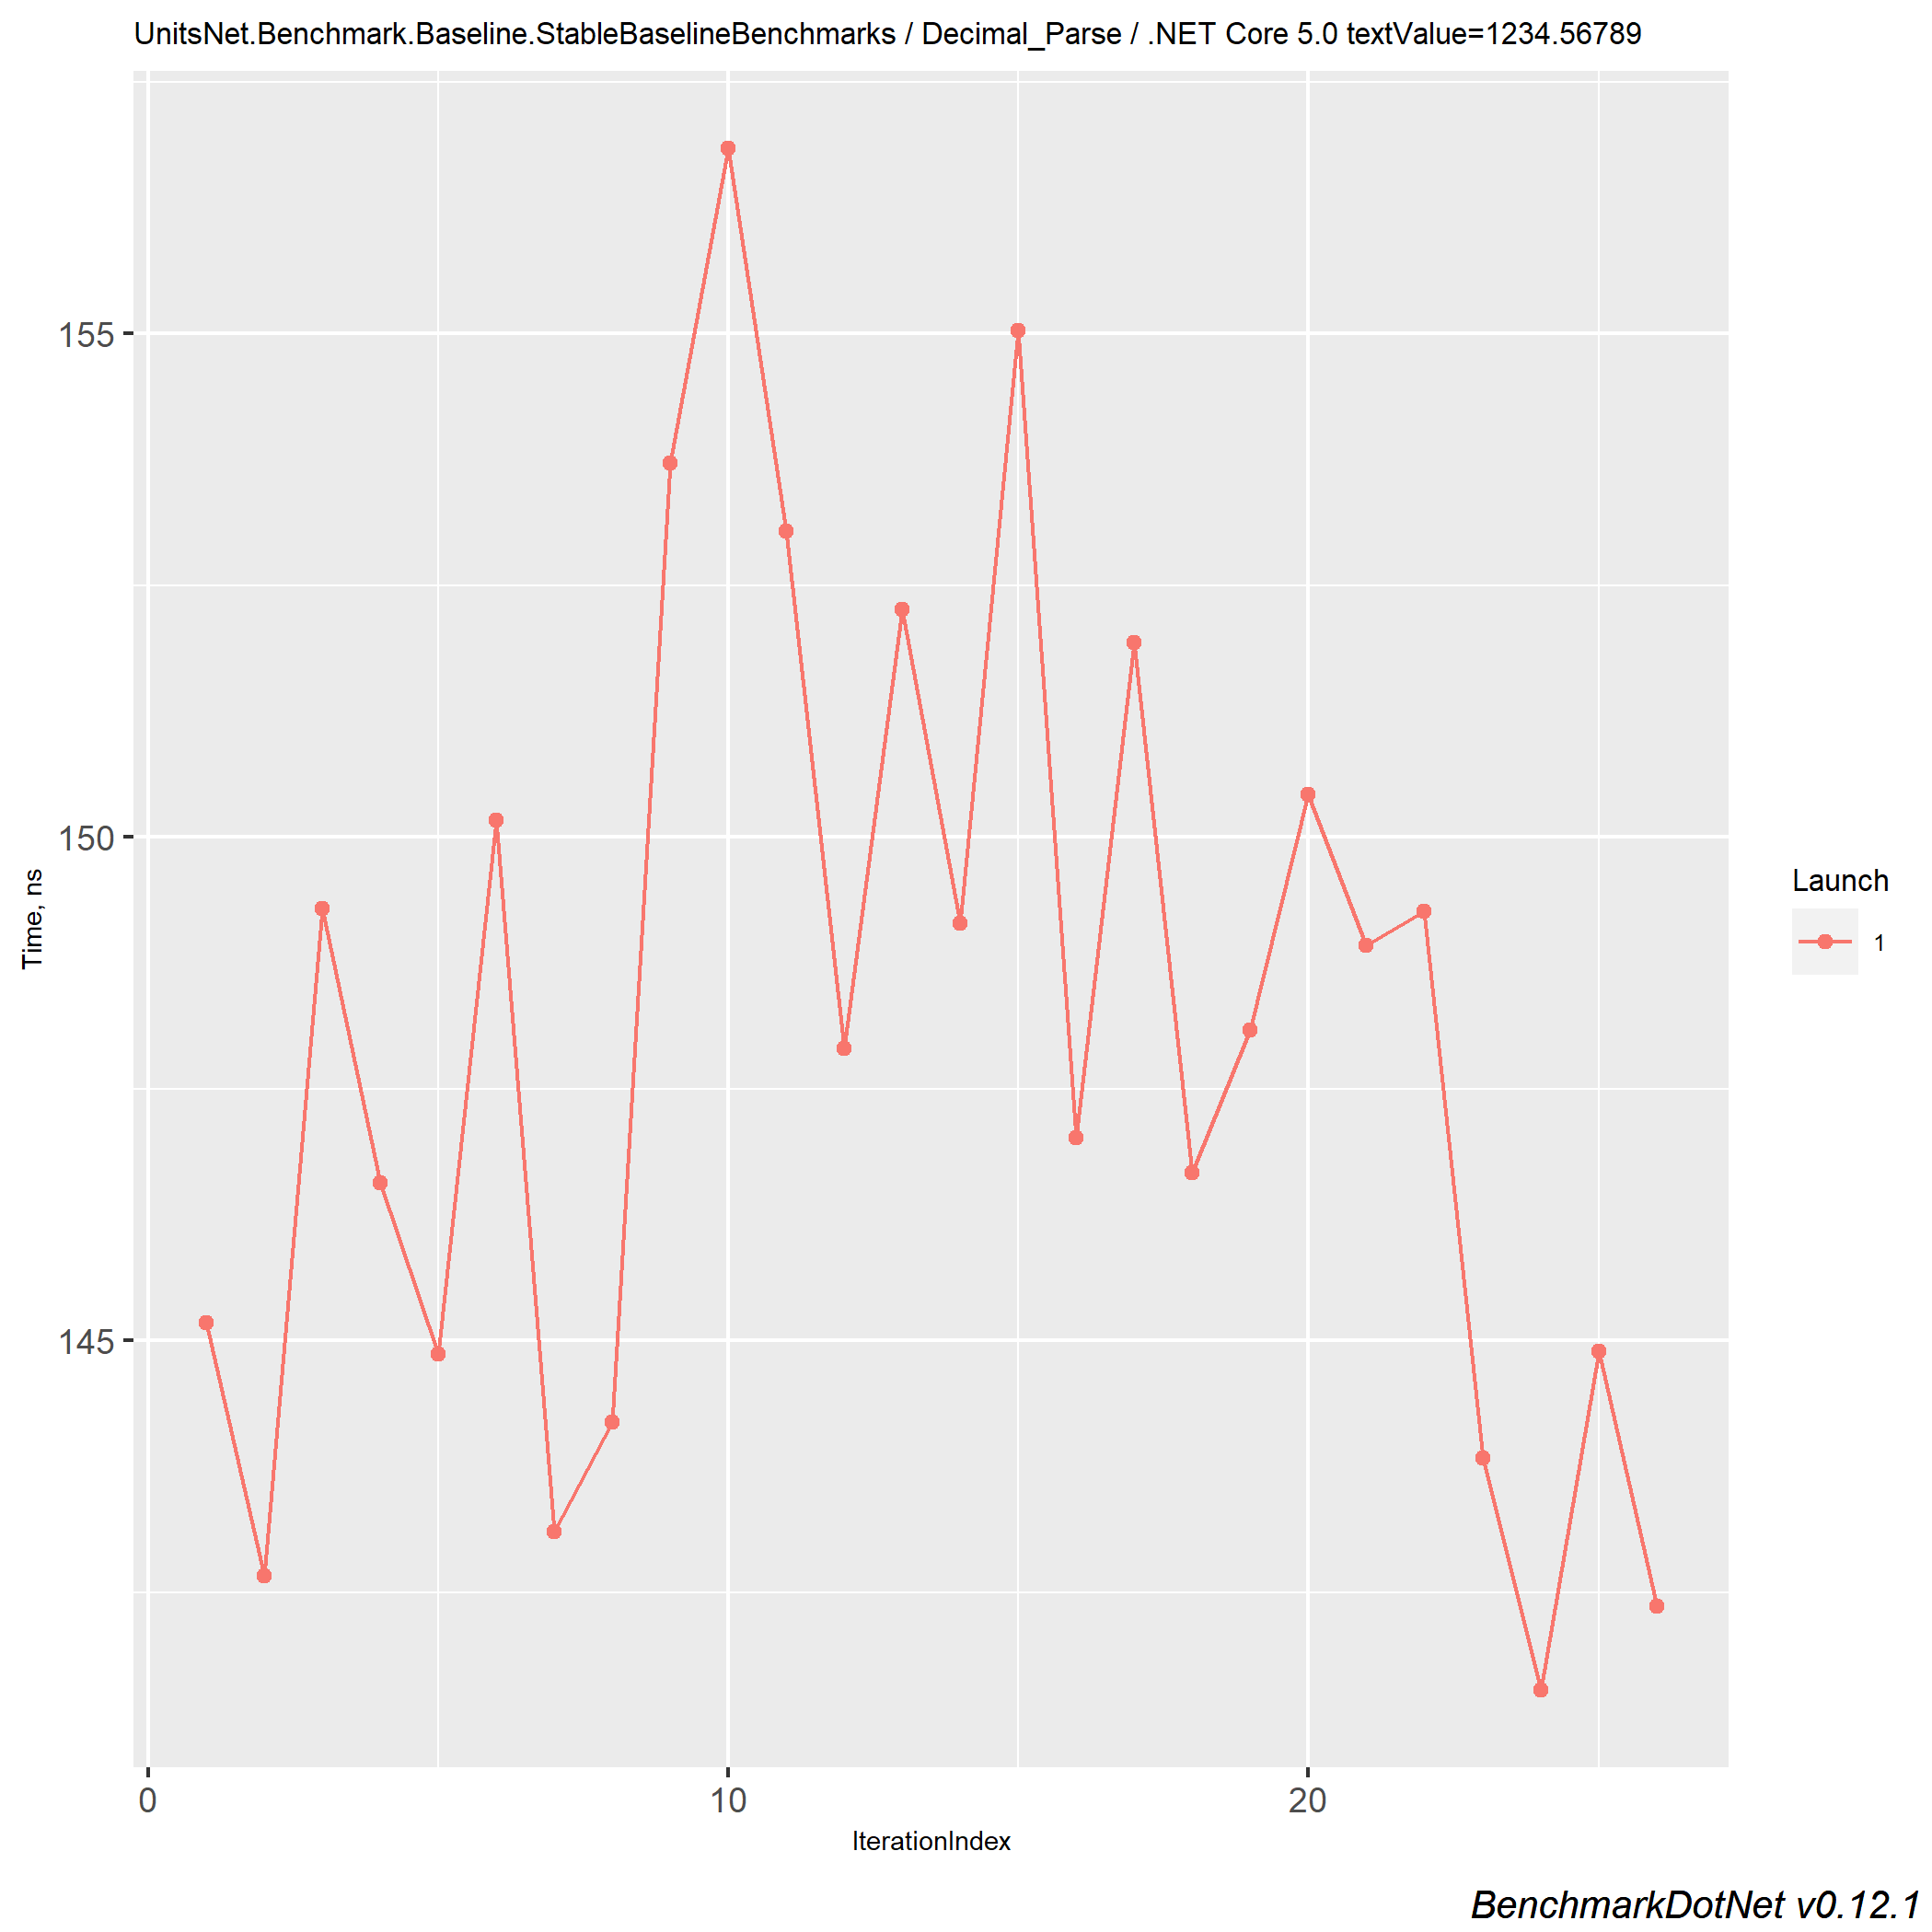 UnitsNet.Benchmark.Baseline.StableBaselineBenchmarks / Decimal_Parse / .NET Core 5.0 textValue=1234.56789
155
150
145
Time, ns
0 10 20
IterationIndex
Launch
1
BenchmarkDotNet v0.12.1